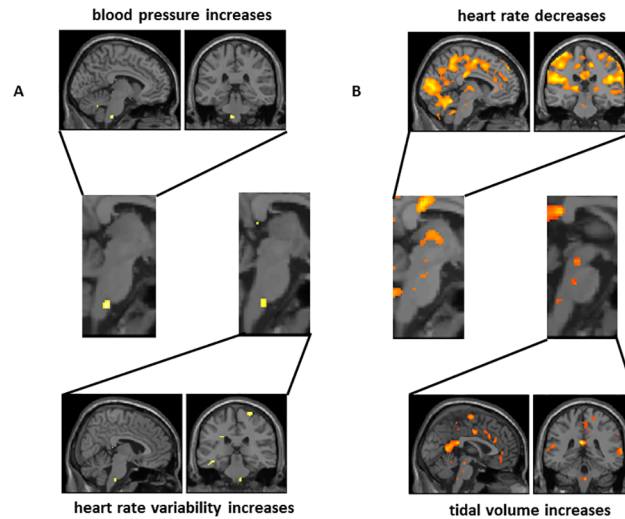 blood pressure increases
heart rate decreases
A
B
heart rate variability increases
tidal volume increases